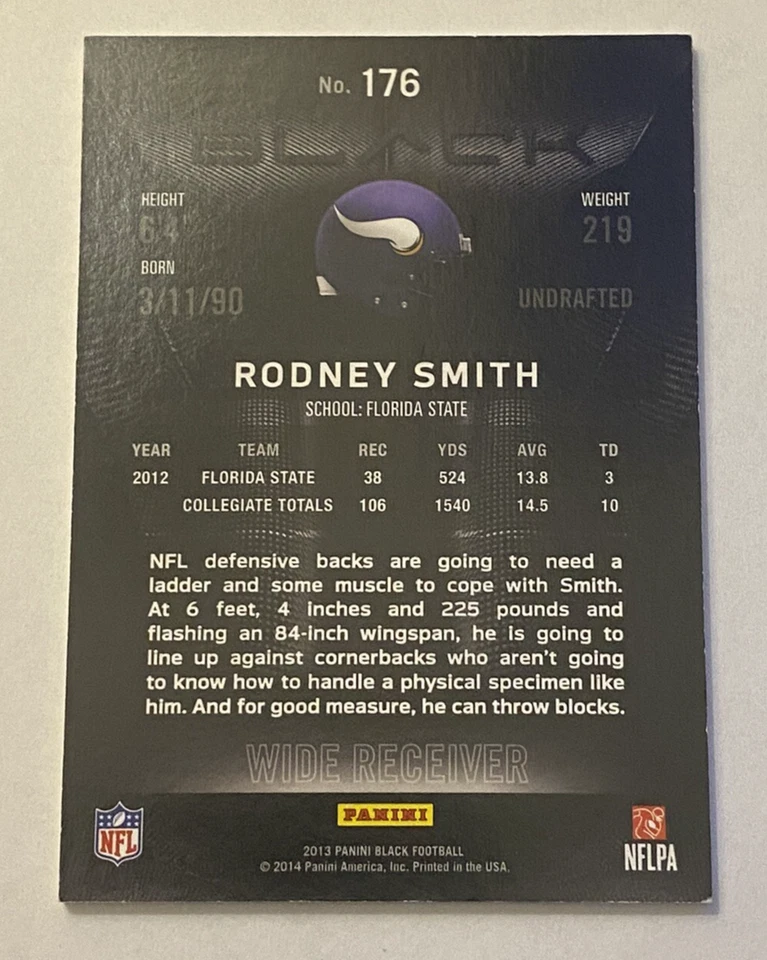 No. 176
BLACK
HEIGHT
6'4"
WEIGHT
219
BORN
3/11/90
UNDRAFTED
RODNEY SMITH
SCHOOL: FLORIDA STATE
YEAR TEAM REC YDS AVG TD
2012 FLORIDA STATE 38 524 13.8 3
COLLEGIATE TOTALS 106 1540 14.5 10
NFL defensive backs are going to need a
ladder and some muscle to cope with Smith.
At 6 feet, 4 inches and 225 pounds and
flashing an 84-inch wingspan, he is going to
line up against cornerbacks who aren't going
to know how to handle a physical specimen like
him. And for good measure, he can throw blocks.
WIDE RECEIVER
PANINI
NFL
2013 PANINI BLACK FOOTBALL
© 2014 Panini America, Inc. Printed in the USA.
NFLPA